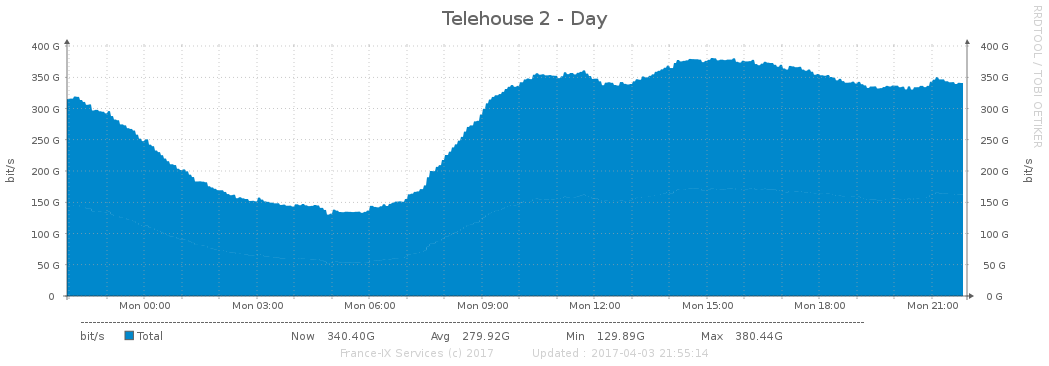 Telehouse 2 - Day
RRDTOOL / TOBI OETIKER
400 G 400 G
350 G 350 G
300 G 300 G
250 G 250 G
200 G 200 G
150 G 150 G
100 G 100 G
50 G 50 G
0 0 G
bit/s bit/s
Mon 00:00 Mon 03:00 Mon 06:00 Mon 09:00 Mon 12:00 Mon 15:00 Mon 18:00 Mon 21:00
bit/s Total Now 340.40G Avg 279.92G Min 129.89G Max 380.44G
France-IX Services (c) 2017 Updated : 2017-04-03 21:55:14